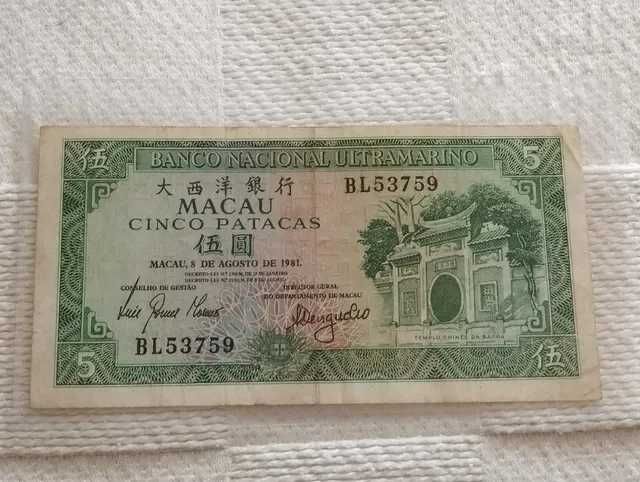 伍 BANCO NACIONAL ULTRAMARINO 5
大西洋銀行 BL53759
MACAU
CINCO PATACAS
伍圓
MACAU, 8 DE AGOSTO DE 1981.
CONSELHO DE GESTÃO
DIRECTOR GERAL
DO DEPARTAMENTO DE MACAU
BL53759
TEMPLO CHINES DA BARRA
5 伍